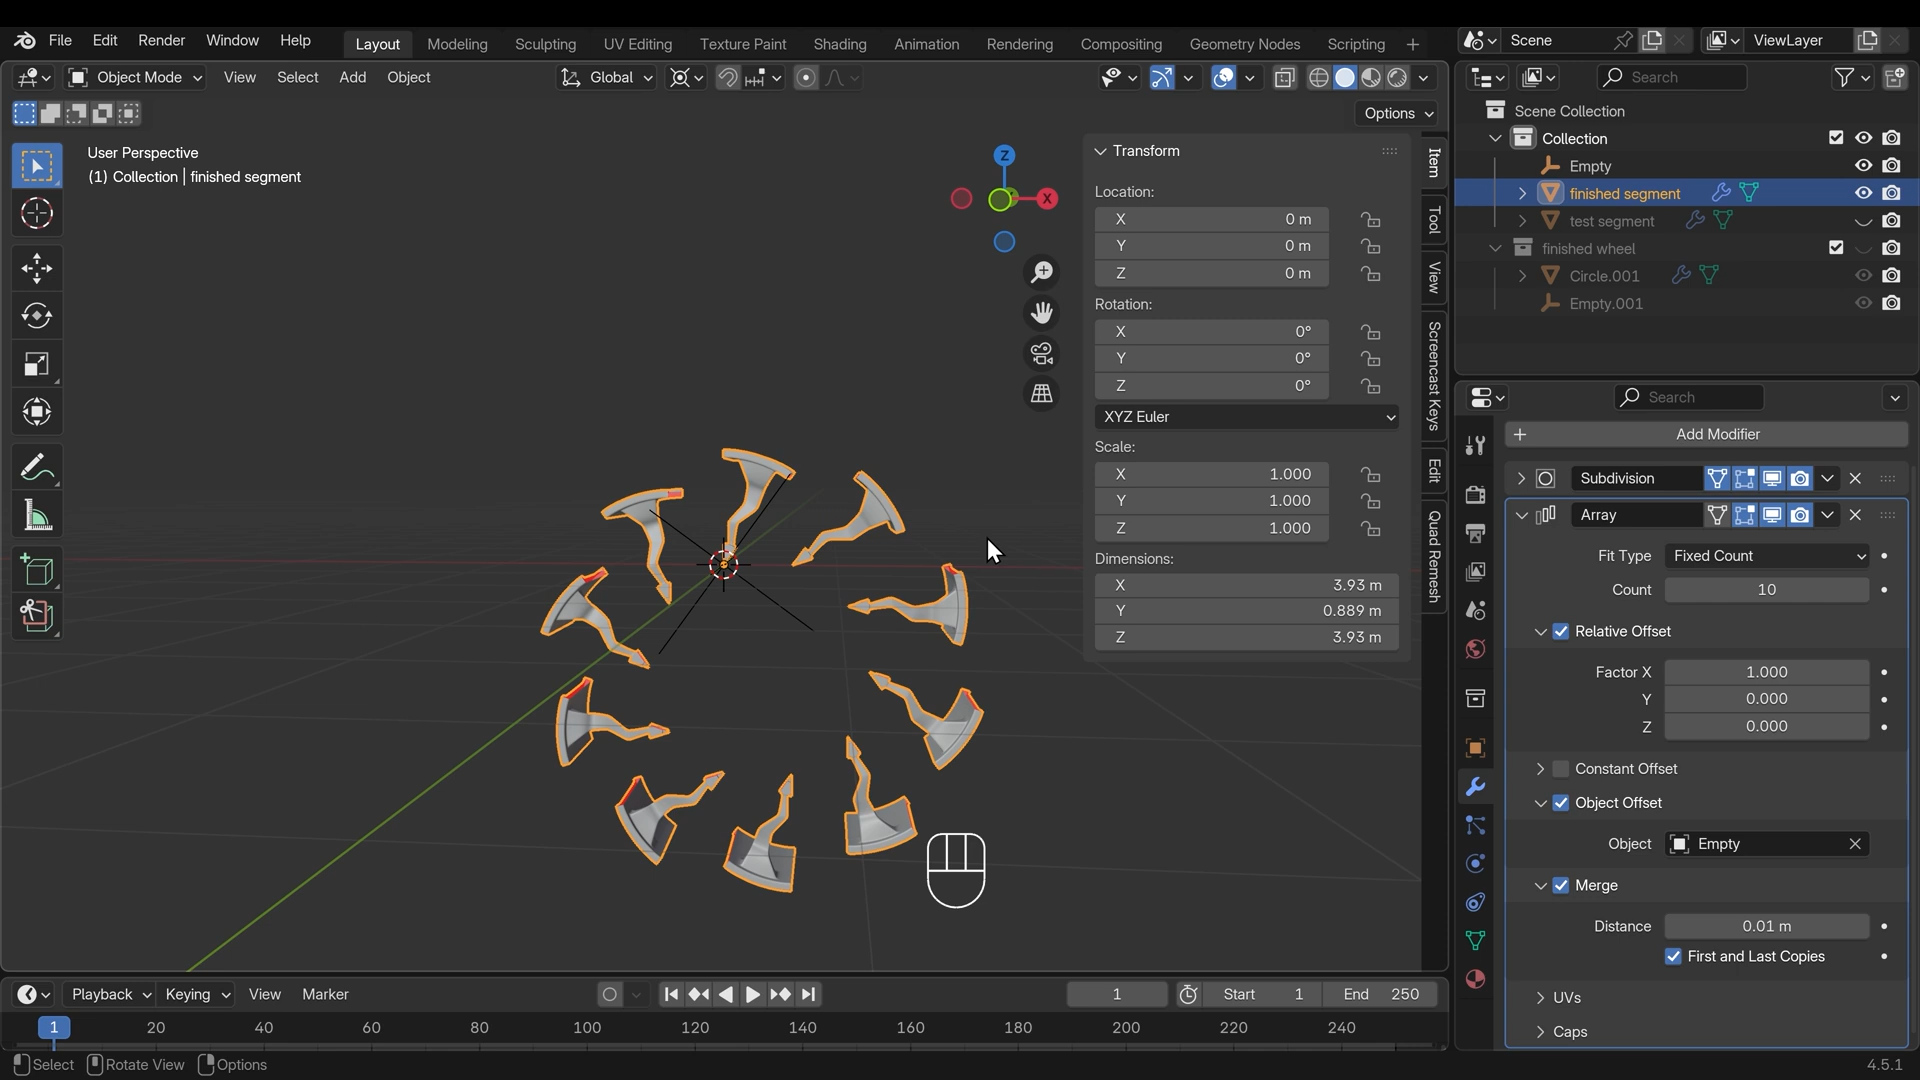 File Edit Render Window Help Layout Modeling Sculpting UV Editing Texture Paint Shading Animation Rendering Compositing Geometry Nodes Scripting + Scene ViewLayer
Object Mode View Select Add Object Global Search
Options
User Perspective
(1) Collection | finished segment
Z
X
Transform
Location:
X 0 m
Y 0 m
Z 0 m
Rotation:
X 0°
Y 0°
Z 0°
XYZ Euler
Scale:
X 1.000
Y 1.000
Z 1.000
Dimensions:
X 3.93 m
Y 0.889 m
Z 3.93 m
Item
Tool
View
Screencast Keys
Edit
Quad Remesh
Scene Collection
Collection
Empty
finished segment
test segment
finished wheel
Circle.001
Empty.001
Search
+ Add Modifier
Subdivision
Array
Fit Type Fixed Count
Count 10
Relative Offset
Factor X 1.000
Y 0.000
Z 0.000
Constant Offset
Object Offset
Object Empty
Merge
Distance 0.01 m
First and Last Copies
UVs
Caps
Playback Keying View Marker 1 Start 1 End 250
1 20 40 60 80 100 120 140 160 180 200 220 240
Select Rotate View Options 4.5.1